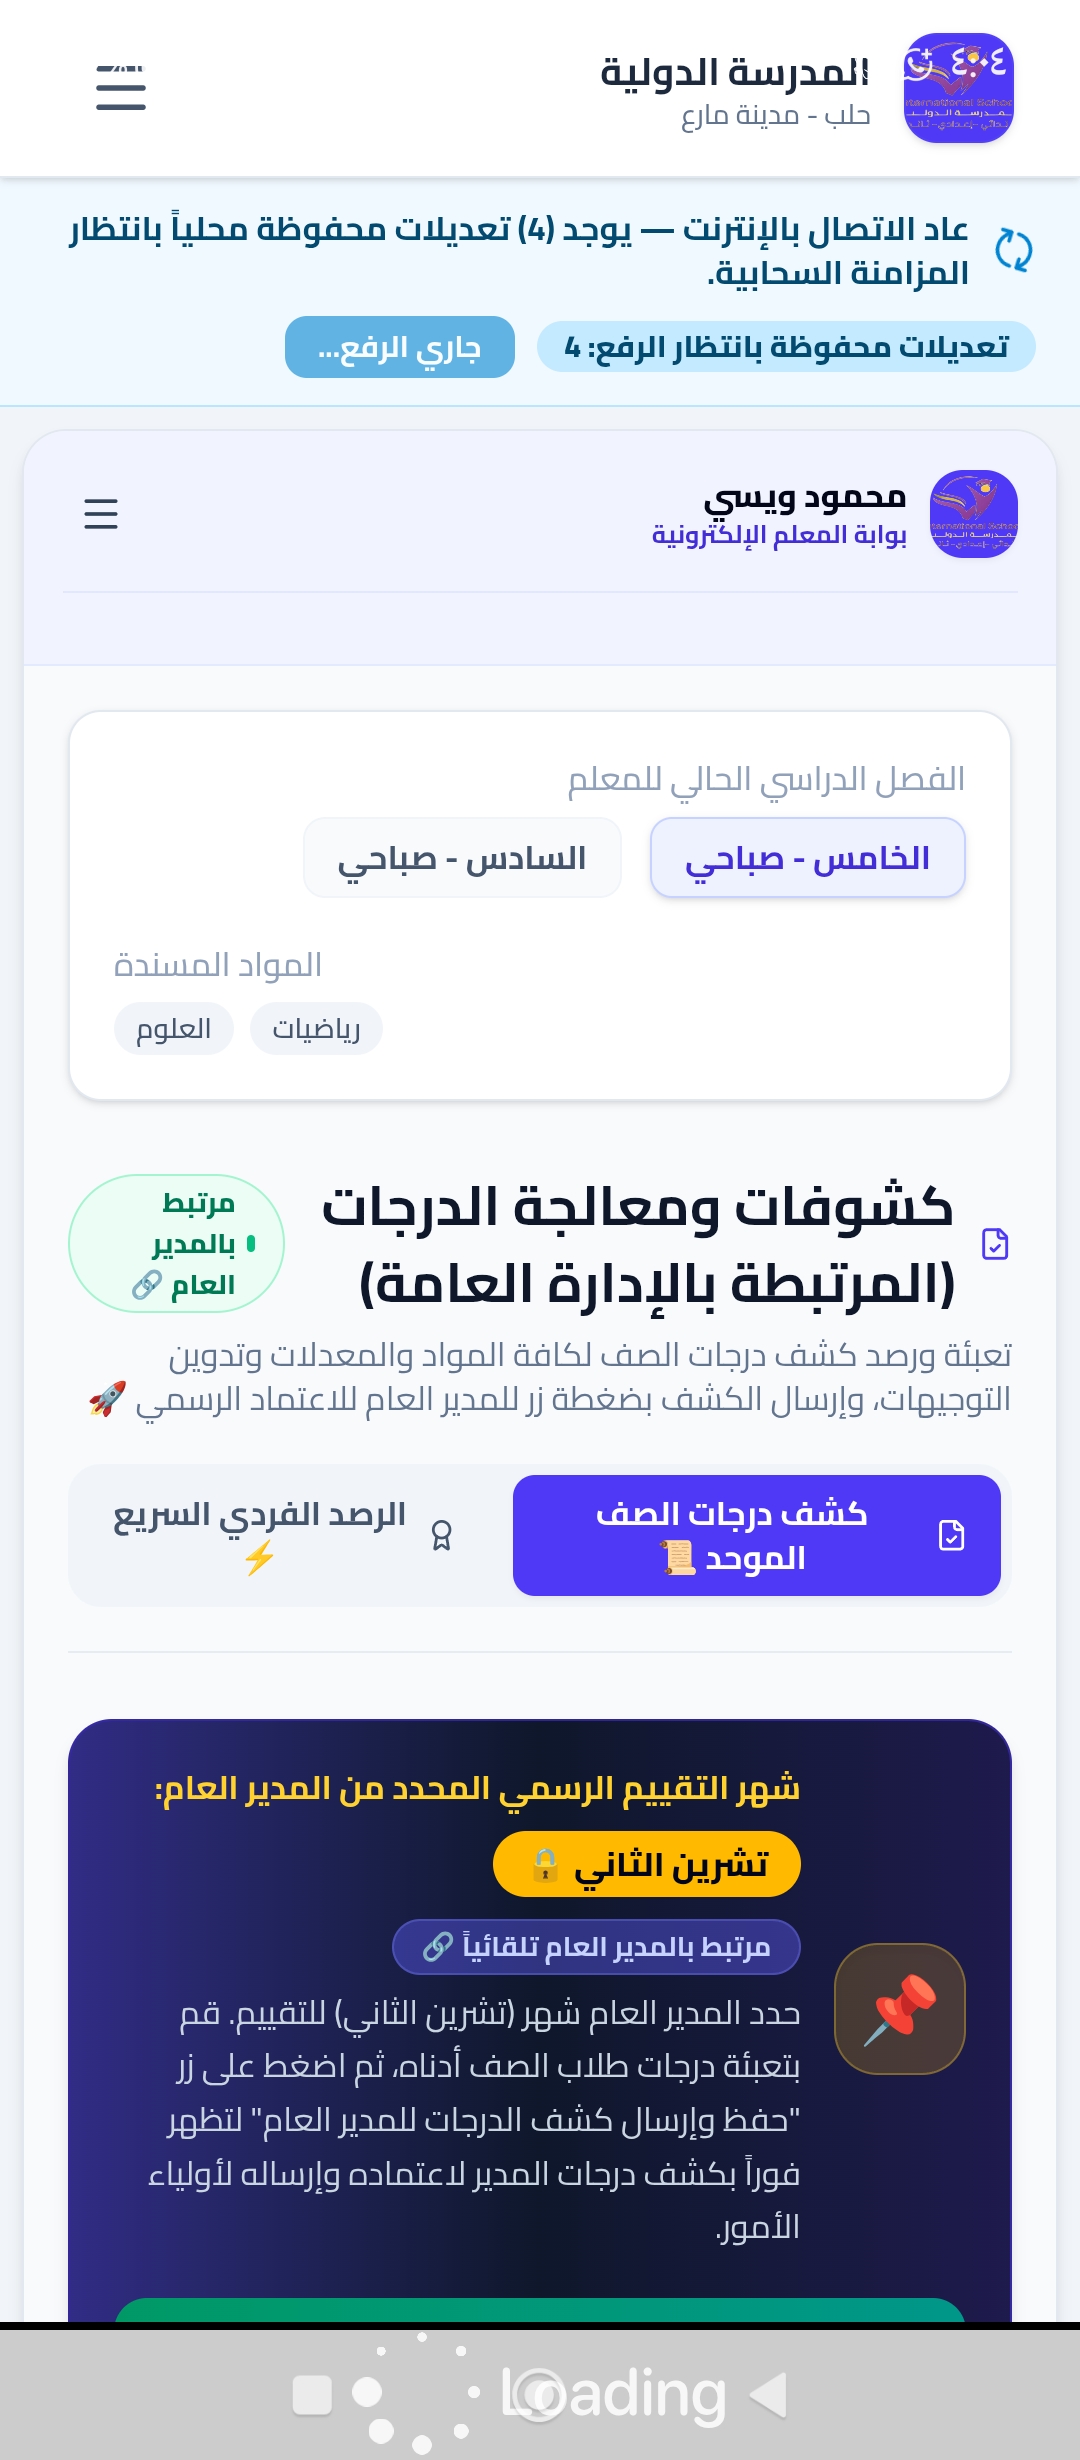 ٤:٠٤
المدرسة الدولية
حلب - مدينة مارع
عاد الاتصال بالإنترنت — يوجد (4) تعديلات محفوظة محلياً بانتظار
المزامنة السحابية.
تعديلات محفوظة بانتظار الرفع: 4
جاري الرفع...
محمود ويسي
بوابة المعلم الإلكترونية
الفصل الدراسي الحالي للمعلم
الخامس - صباحي
السادس - صباحي
المواد المسندة
رياضيات
العلوم
كشوفات ومعالجة الدرجات
(المرتبطة بالإدارة العامة)
مرتبط
بالمدير
العام 🔗
تعبئة ورصد كشف درجات الصف لكافة المواد والمعدلات وتدوين
التوجيهات، وإرسال الكشف بضغطة زر للمدير العام للاعتماد الرسمي 🚀
كشف درجات الصف
الموحد 📜
الرصد الفردي السريع
⚡
شهر التقييم الرسمي المحدد من المدير العام:
تشرين الثاني 🔒
مرتبط بالمدير العام تلقائياً 🔗
📌
حدد المدير العام شهر (تشرين الثاني) للتقييم. قم
بتعبئة درجات طلاب الصف أدناه، ثم اضغط على زر
"حفظ وإرسال كشف الدرجات للمدير العام" لتظهر
فوراً بكشف درجات المدير لاعتماده وإرساله لأولياء
الأمور.
Loading